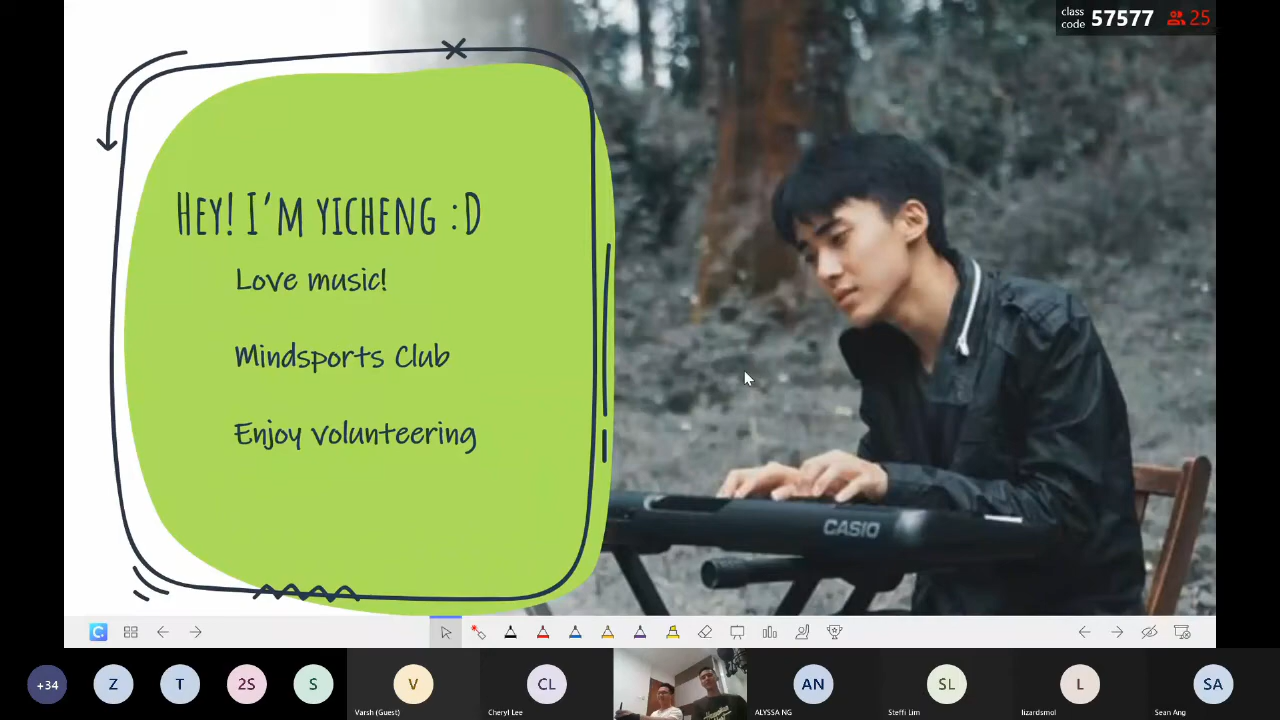 class
code 57577 25
HEY! I'M YICHENG :D
Love music!
Mindsports Club
Enjoy volunteering
CASIO
C
+34
Z
T
2S
S
V
Varsh (Guest)
CL
Cheryl Lee
AN
ALYSSA NG
SL
Steffi Lim
L
lizardsmol
SA
Sean Ang